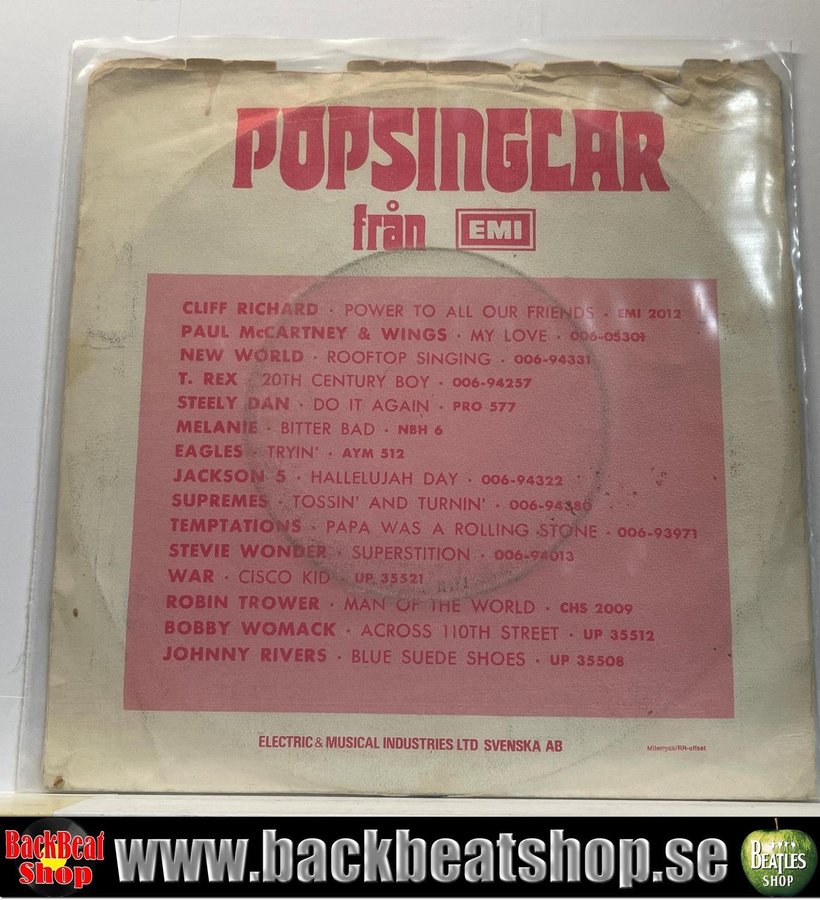 POPSINGLAR
från EMI
CLIFF RICHARD · POWER TO ALL OUR FRIENDS · EMI 2012
PAUL McCARTNEY & WINGS · MY LOVE · 006-05301
NEW WORLD · ROOFTOP SINGING · 006-94331
T. REX · 20TH CENTURY BOY · 006-94257
STEELY DAN · DO IT AGAIN · PRO 577
MELANIE · BITTER BAD · NBH 6
EAGLES · TRYIN' · AYM 512
JACKSON 5 · HALLELUJAH DAY · 006-94322
SUPREMES · TOSSIN' AND TURNIN' · 006-94380
TEMPTATIONS · PAPA WAS A ROLLING STONE · 006-93971
STEVIE WONDER · SUPERSTITION · 006-94013
WAR · CISCO KID · UP 35521
ROBIN TROWER · MAN OF THE WORLD · CHS 2009
BOBBY WOMACK · ACROSS 110TH STREET · UP 35512
JOHNNY RIVERS · BLUE SUEDE SHOES · UP 35508
ELECTRIC & MUSICAL INDUSTRIES LTD SVENSKA AB
Milletryck/RR-offset
BackBeat
Shop
www.backbeatshop.se
BEATLES
SHOP